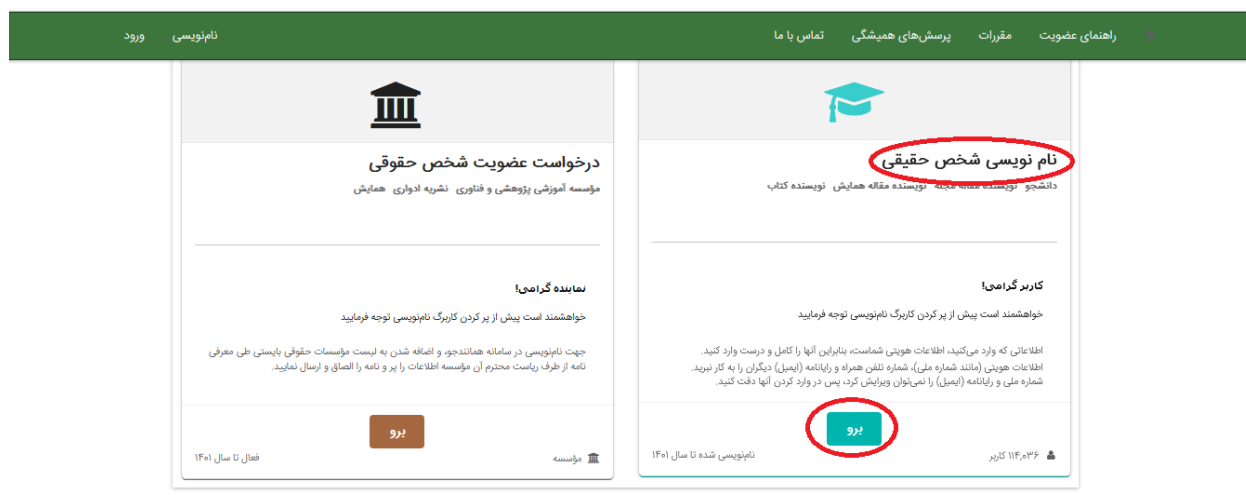 راهنمای عضویت مقررات پرسش‌های همیشگی تماس با ما نام‌نویسی ورود
نام نویسی شخص حقیقی
دانشجو نویسنده مقاله مجله نویسنده مقاله همایش نویسنده کتاب
کاربر گرامی!
خواهشمند است پیش از پر کردن کاربرگ نام‌نویسی توجه فرمایید
اطلاعاتی که وارد می‌کنید، اطلاعات هویتی شماست، بنابراین آنها را کامل و درست وارد کنید.
اطلاعات هویتی (مانند شماره ملی)، شماره تلفن همراه و رایانامه (ایمیل) دیگران را به کار نبرید.
شماره ملی و رایانامه (ایمیل) را نمی‌توان ویرایش کرد، پس در وارد کردن آنها دقت کنید.
برو
۱۱۴,۰۳۶ کاربر نام‌نویسی شده تا سال ۱۴۰۱
درخواست عضویت شخص حقوقی
مؤسسه آموزشی پژوهشی و فناوری نشریه ادواری همایش
نماینده گرامی!
خواهشمند است پیش از پر کردن کاربرگ نام‌نویسی توجه فرمایید
جهت نام‌نویسی در سامانه همانندجو، و اضافه شدن به لیست مؤسسات حقوقی بایستی طی معرفی
نامه از طرف ریاست محترم آن مؤسسه اطلاعات را پر و نامه را الصاق و ارسال نمایید.
برو
مؤسسه فعال تا سال ۱۴۰۱